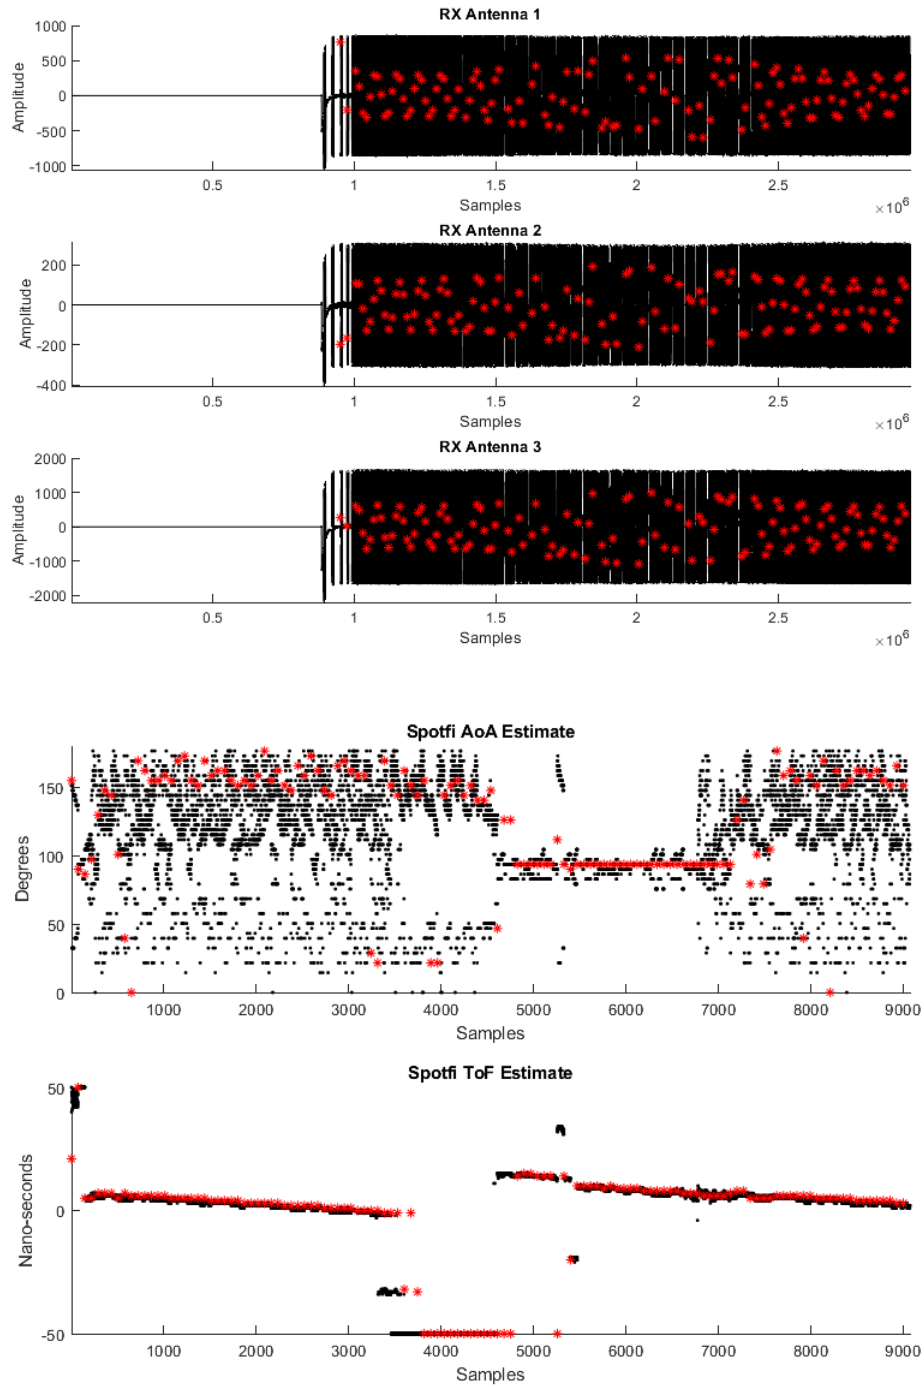 RX Antenna 1
1000
500
0
-500
-1000
Amplitude
0.5 1 1.5 2 2.5
Samples
×10^6
RX Antenna 2
200
0
-200
-400
Amplitude
0.5 1 1.5 2 2.5
Samples
×10^6
RX Antenna 3
2000
1000
0
-1000
-2000
Amplitude
0.5 1 1.5 2 2.5
Samples
×10^6
Spotfi AoA Estimate
150
100
50
0
Degrees
1000 2000 3000 4000 5000 6000 7000 8000 9000
Samples
Spotfi ToF Estimate
50
0
-50
Nano-seconds
1000 2000 3000 4000 5000 6000 7000 8000 9000
Samples